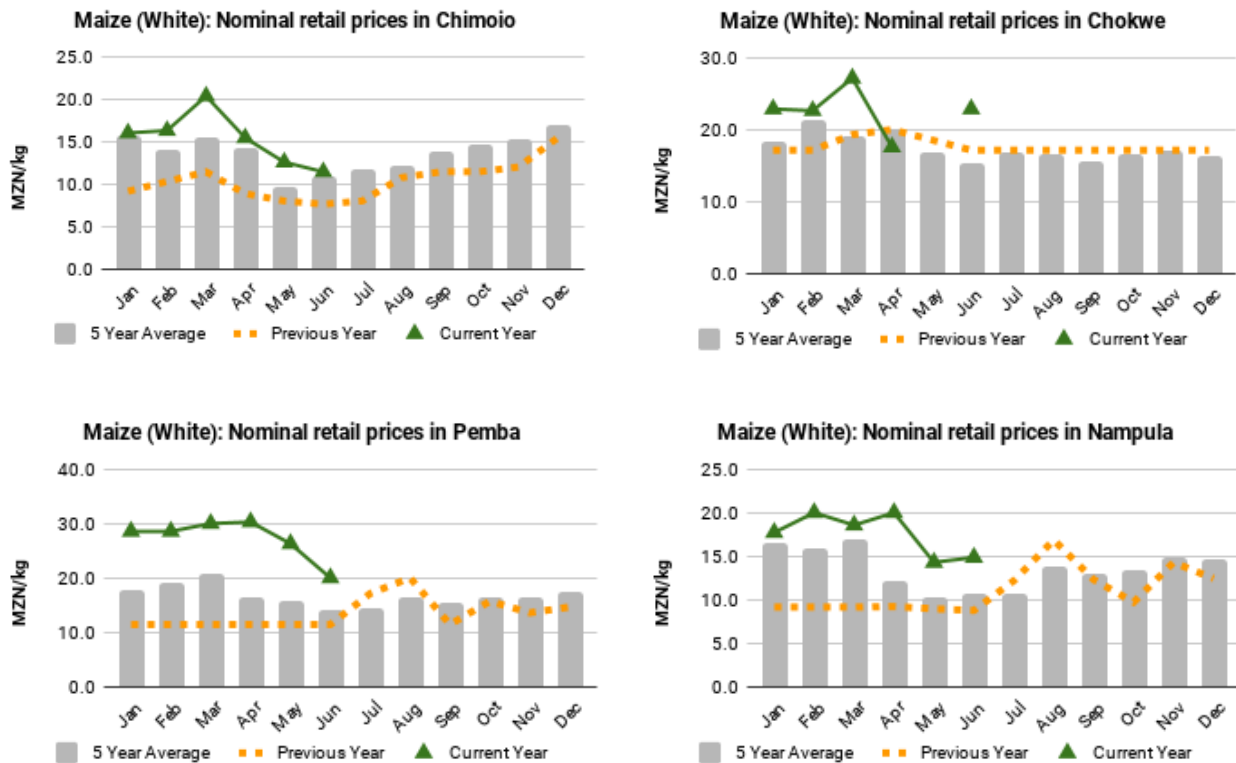 Maize (White): Nominal retail prices in Chimoio
25.0
20.0
15.0
10.0
5.0
0.0
MZN/kg
Jan Feb Mar Apr May Jun Jul Aug Sep Oct Nov Dec
5 Year Average Previous Year Current Year
Maize (White): Nominal retail prices in Chokwe
30.0
20.0
10.0
0.0
MZN/kg
Jan Feb Mar Apr May Jun Jul Aug Sep Oct Nov Dec
5 Year Average Previous Year Current Year
Maize (White): Nominal retail prices in Pemba
40.0
30.0
20.0
10.0
0.0
MZN/kg
Jan Feb Mar Apr May Jun Jul Aug Sep Oct Nov Dec
5 Year Average Previous Year Current Year
Maize (White): Nominal retail prices in Nampula
25.0
20.0
15.0
10.0
5.0
0.0
MZN/kg
Jan Feb Mar Apr May Jun Jul Aug Sep Oct Nov Dec
5 Year Average Previous Year Current Year